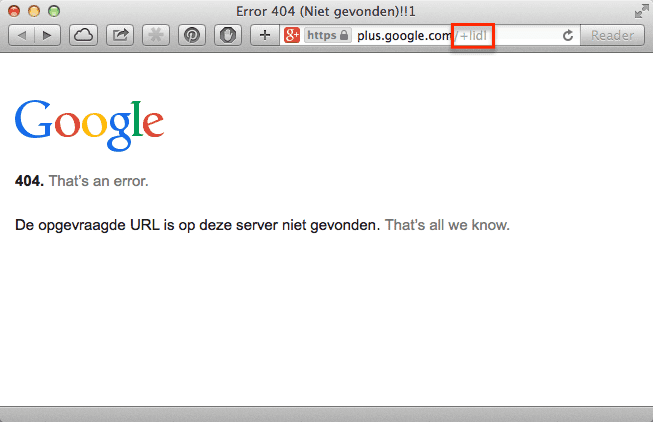 Error 404 (Niet gevonden)!!1
g+ https plus.google.com/+lidl Reader
Google
404. That's an error.
De opgevraagde URL is op deze server niet gevonden. That's all we know.